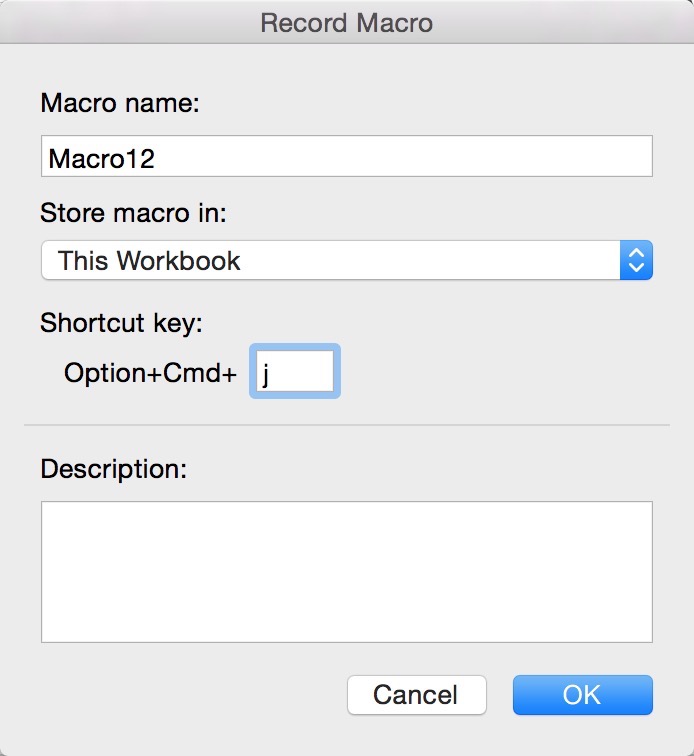 Record Macro
Macro name:
Macro12
Store macro in:
This Workbook
Shortcut key:
Option+Cmd+ j
Description:
Cancel OK